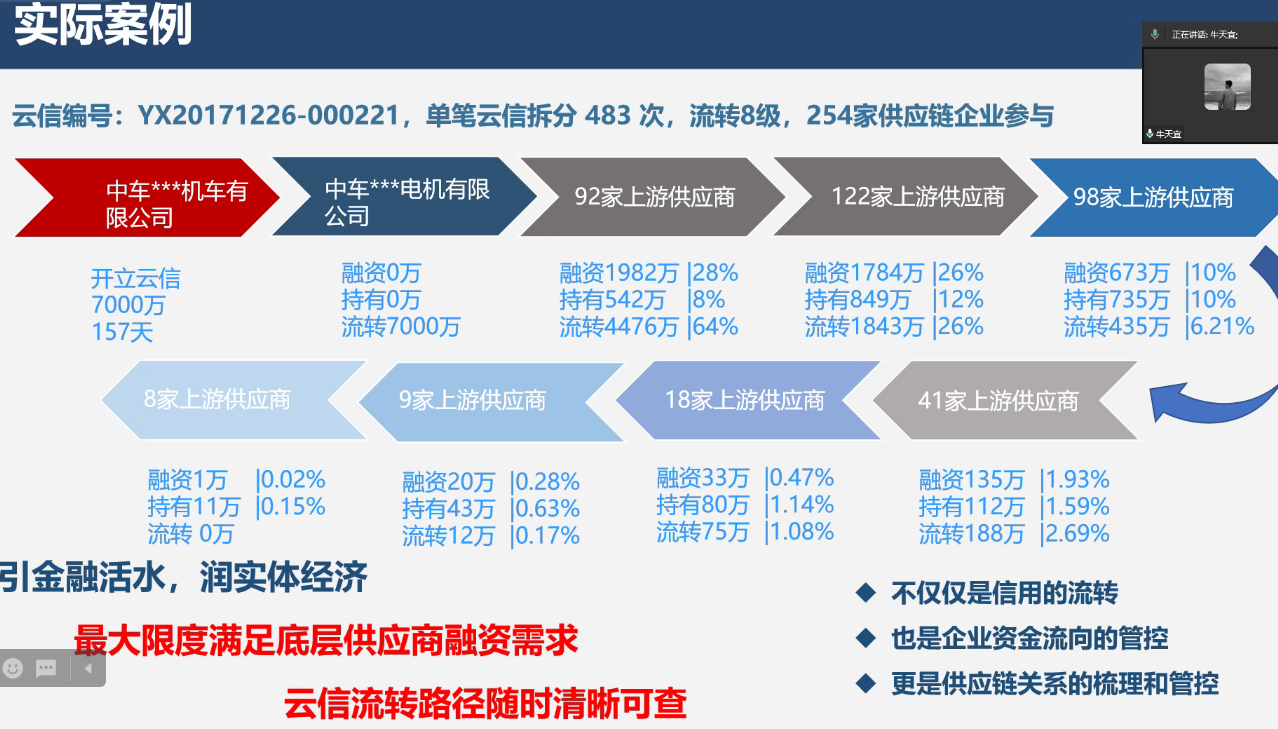 实际案例
正在讲话: 牛天宜;
牛天宜
云信编号：YX20171226-000221，单笔云信拆分 483 次，流转8级，254家供应链企业参与
中车***机车有
限公司
中车***电机有限
公司
92家上游供应商
122家上游供应商
98家上游供应商
开立云信
7000万
157天
融资0万
持有0万
流转7000万
融资1982万 |28%
持有542万 |8%
流转4476万 |64%
融资1784万 |26%
持有849万 |12%
流转1843万 |26%
融资673万 |10%
持有735万 |10%
流转435万 |6.21%
8家上游供应商
9家上游供应商
18家上游供应商
41家上游供应商
融资1万 |0.02%
持有11万 |0.15%
流转 0万
融资20万 |0.28%
持有43万 |0.63%
流转12万 |0.17%
融资33万 |0.47%
持有80万 |1.14%
流转75万 |1.08%
融资135万 |1.93%
持有112万 |1.59%
流转188万 |2.69%
引金融活水，润实体经济
最大限度满足底层供应商融资需求
云信流转路径随时清晰可查
◆ 不仅仅是信用的流转
◆ 也是企业资金流向的管控
◆ 更是供应链关系的梳理和管控